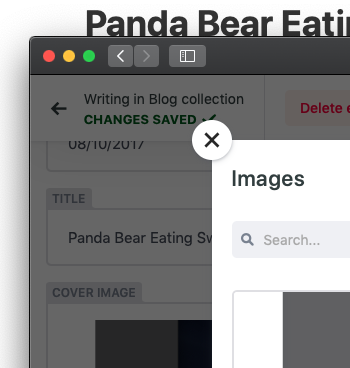 Panda Bear Eatin
Writing in Blog collection
CHANGES SAVED
Delete e
08/10/2017
Images
TITLE
Search...
Panda Bear Eating Sw
COVER IMAGE